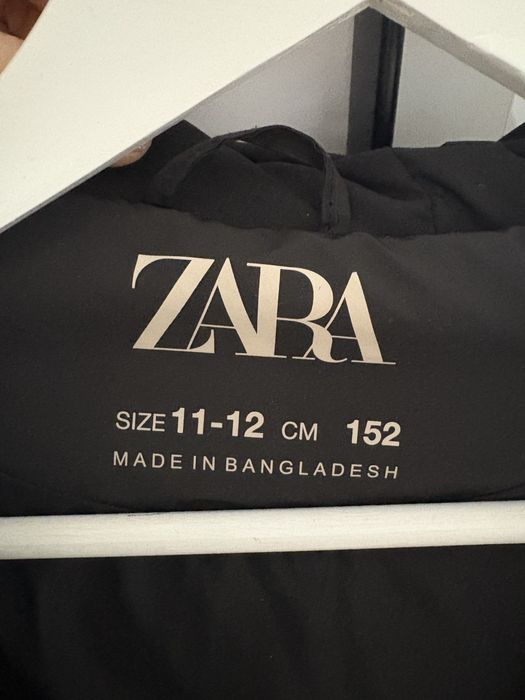 ZARA
SIZE 11-12 CM 152
MADE IN BANGLADESH